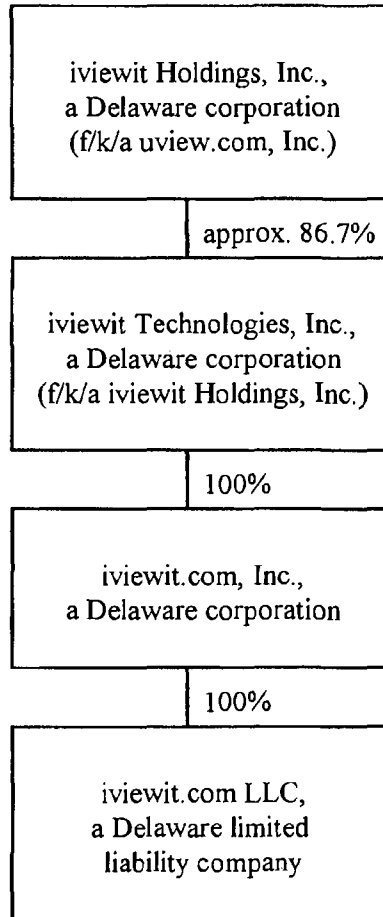 iviewit Holdings, Inc.,
a Delaware corporation
(f/k/a uview.com, Inc.)
approx. 86.7%
iviewit Technologies, Inc.,
a Delaware corporation
(f/k/a iviewit Holdings, Inc.)
100%
iviewit.com, Inc.,
a Delaware corporation
100%
iviewit.com LLC,
a Delaware limited
liability company